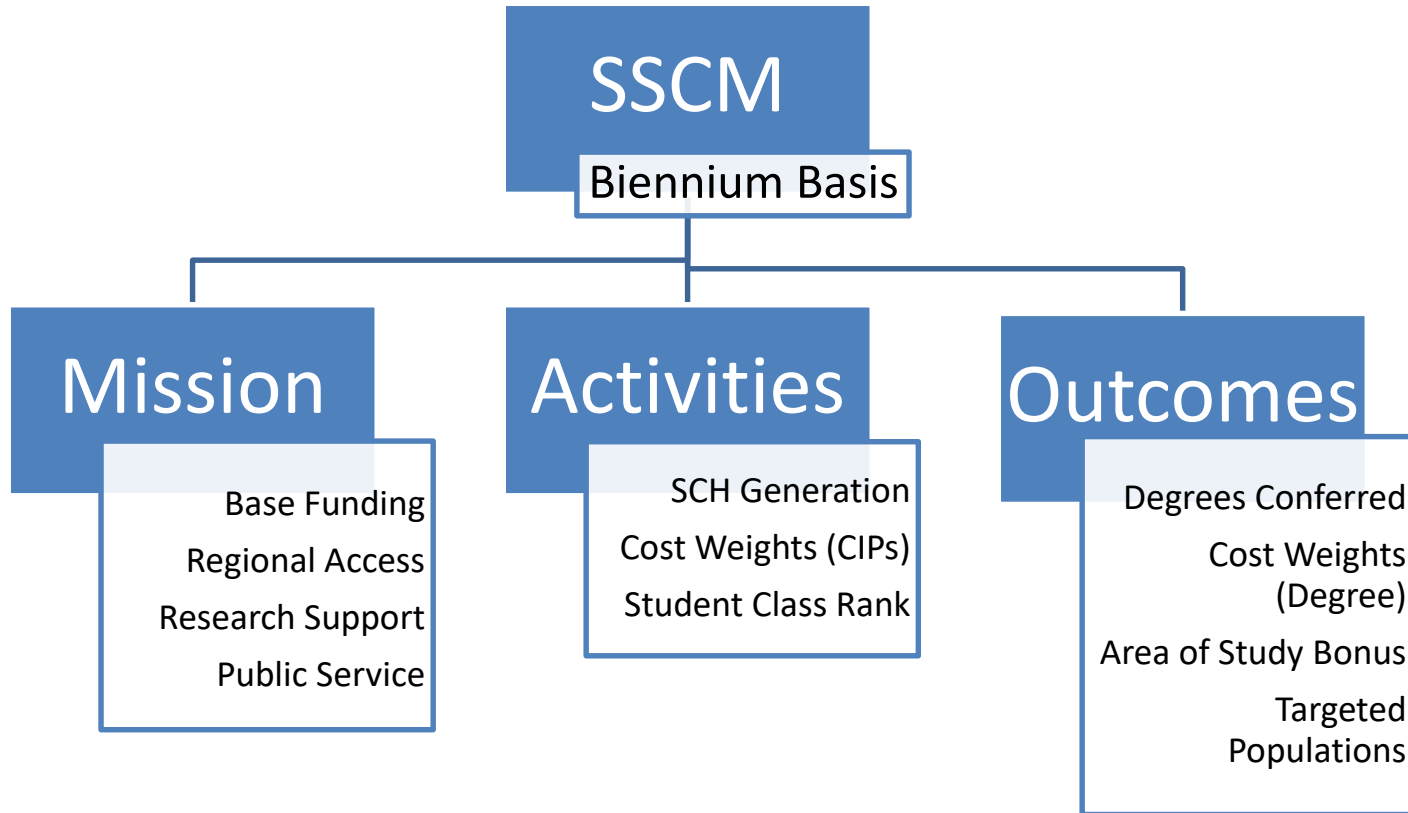 SSCM
Biennium Basis
Mission
Base Funding
Regional Access
Research Support
Public Service
Activities
SCH Generation
Cost Weights (CIPs)
Student Class Rank
Outcomes
Degrees Conferred
Cost Weights
(Degree)
Area of Study Bonus
Targeted
Populations